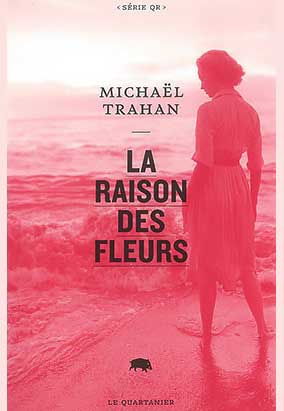 < SÉRIE QR >
MICHAËL
TRAHAN
LA
RAISON
DES
FLEURS
LE QUARTANIER